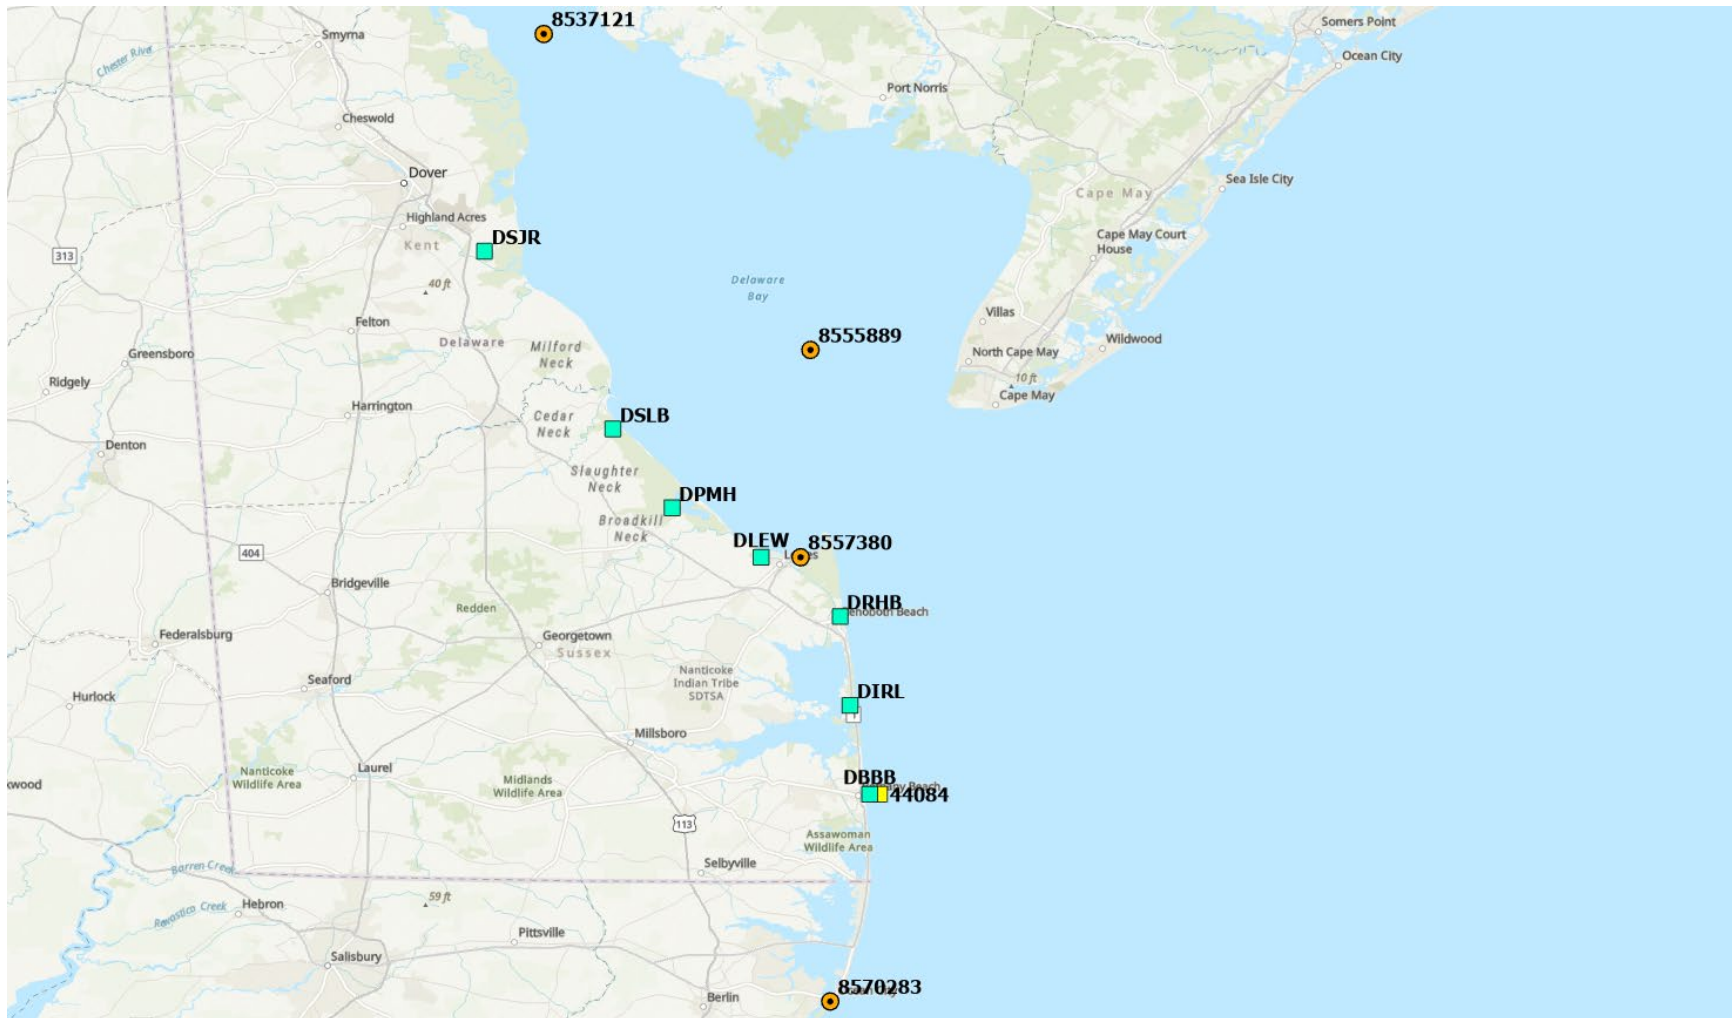 8537121
Somers Point
Smyrna
Ocean City
Chester River
Port Norris
Cheswold
Dover
Sea Isle City
Cape May
Highland Acres
Kent
DSJR
Cape May Court
House
313
Delaware
Bay
40 ft
Villas
Felton
8555889
Delaware
Milford
Neck
Wildwood
Greensboro
North Cape May
Ridgely
10 ft
Cape May
Harrington
Cedar
Neck
DSLB
Denton
Slaughter
Neck
DPMH
Broadkill
Neck
DLEW
8557380
404
Bridgeville
DRHB
Redden
Federalsburg
Georgetown
Sussex
Nanticoke
Indian Tribe
SDTSA
Seaford
Hurlock
DIRL
1
Millsboro
Laurel
Nanticoke
Wildlife Area
Midlands
Wildlife Area
DBBB
44084
113
Assawoman
Wildlife Area
Selbyville
Barren Creek
59 ft
Hebron
Pittsville
Salisbury
8570283
Berlin